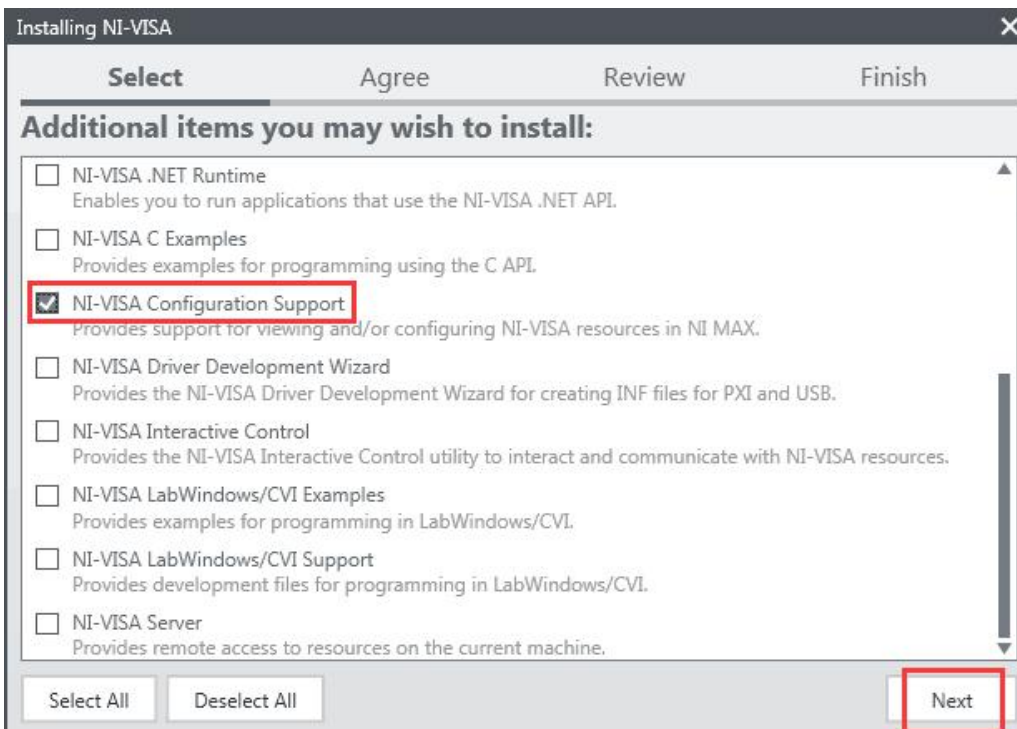 Installing NI-VISA
Select Agree Review Finish
Additional items you may wish to install:
NI-VISA .NET Runtime
Enables you to run applications that use the NI-VISA .NET API.
NI-VISA C Examples
Provides examples for programming using the C API.
NI-VISA Configuration Support
Provides support for viewing and/or configuring NI-VISA resources in NI MAX.
NI-VISA Driver Development Wizard
Provides the NI-VISA Driver Development Wizard for creating INF files for PXI and USB.
NI-VISA Interactive Control
Provides the NI-VISA Interactive Control utility to interact and communicate with NI-VISA resources.
NI-VISA LabWindows/CVI Examples
Provides examples for programming in LabWindows/CVI.
NI-VISA LabWindows/CVI Support
Provides development files for programming in LabWindows/CVI.
NI-VISA Server
Provides remote access to resources on the current machine.
Select All Deselect All Next